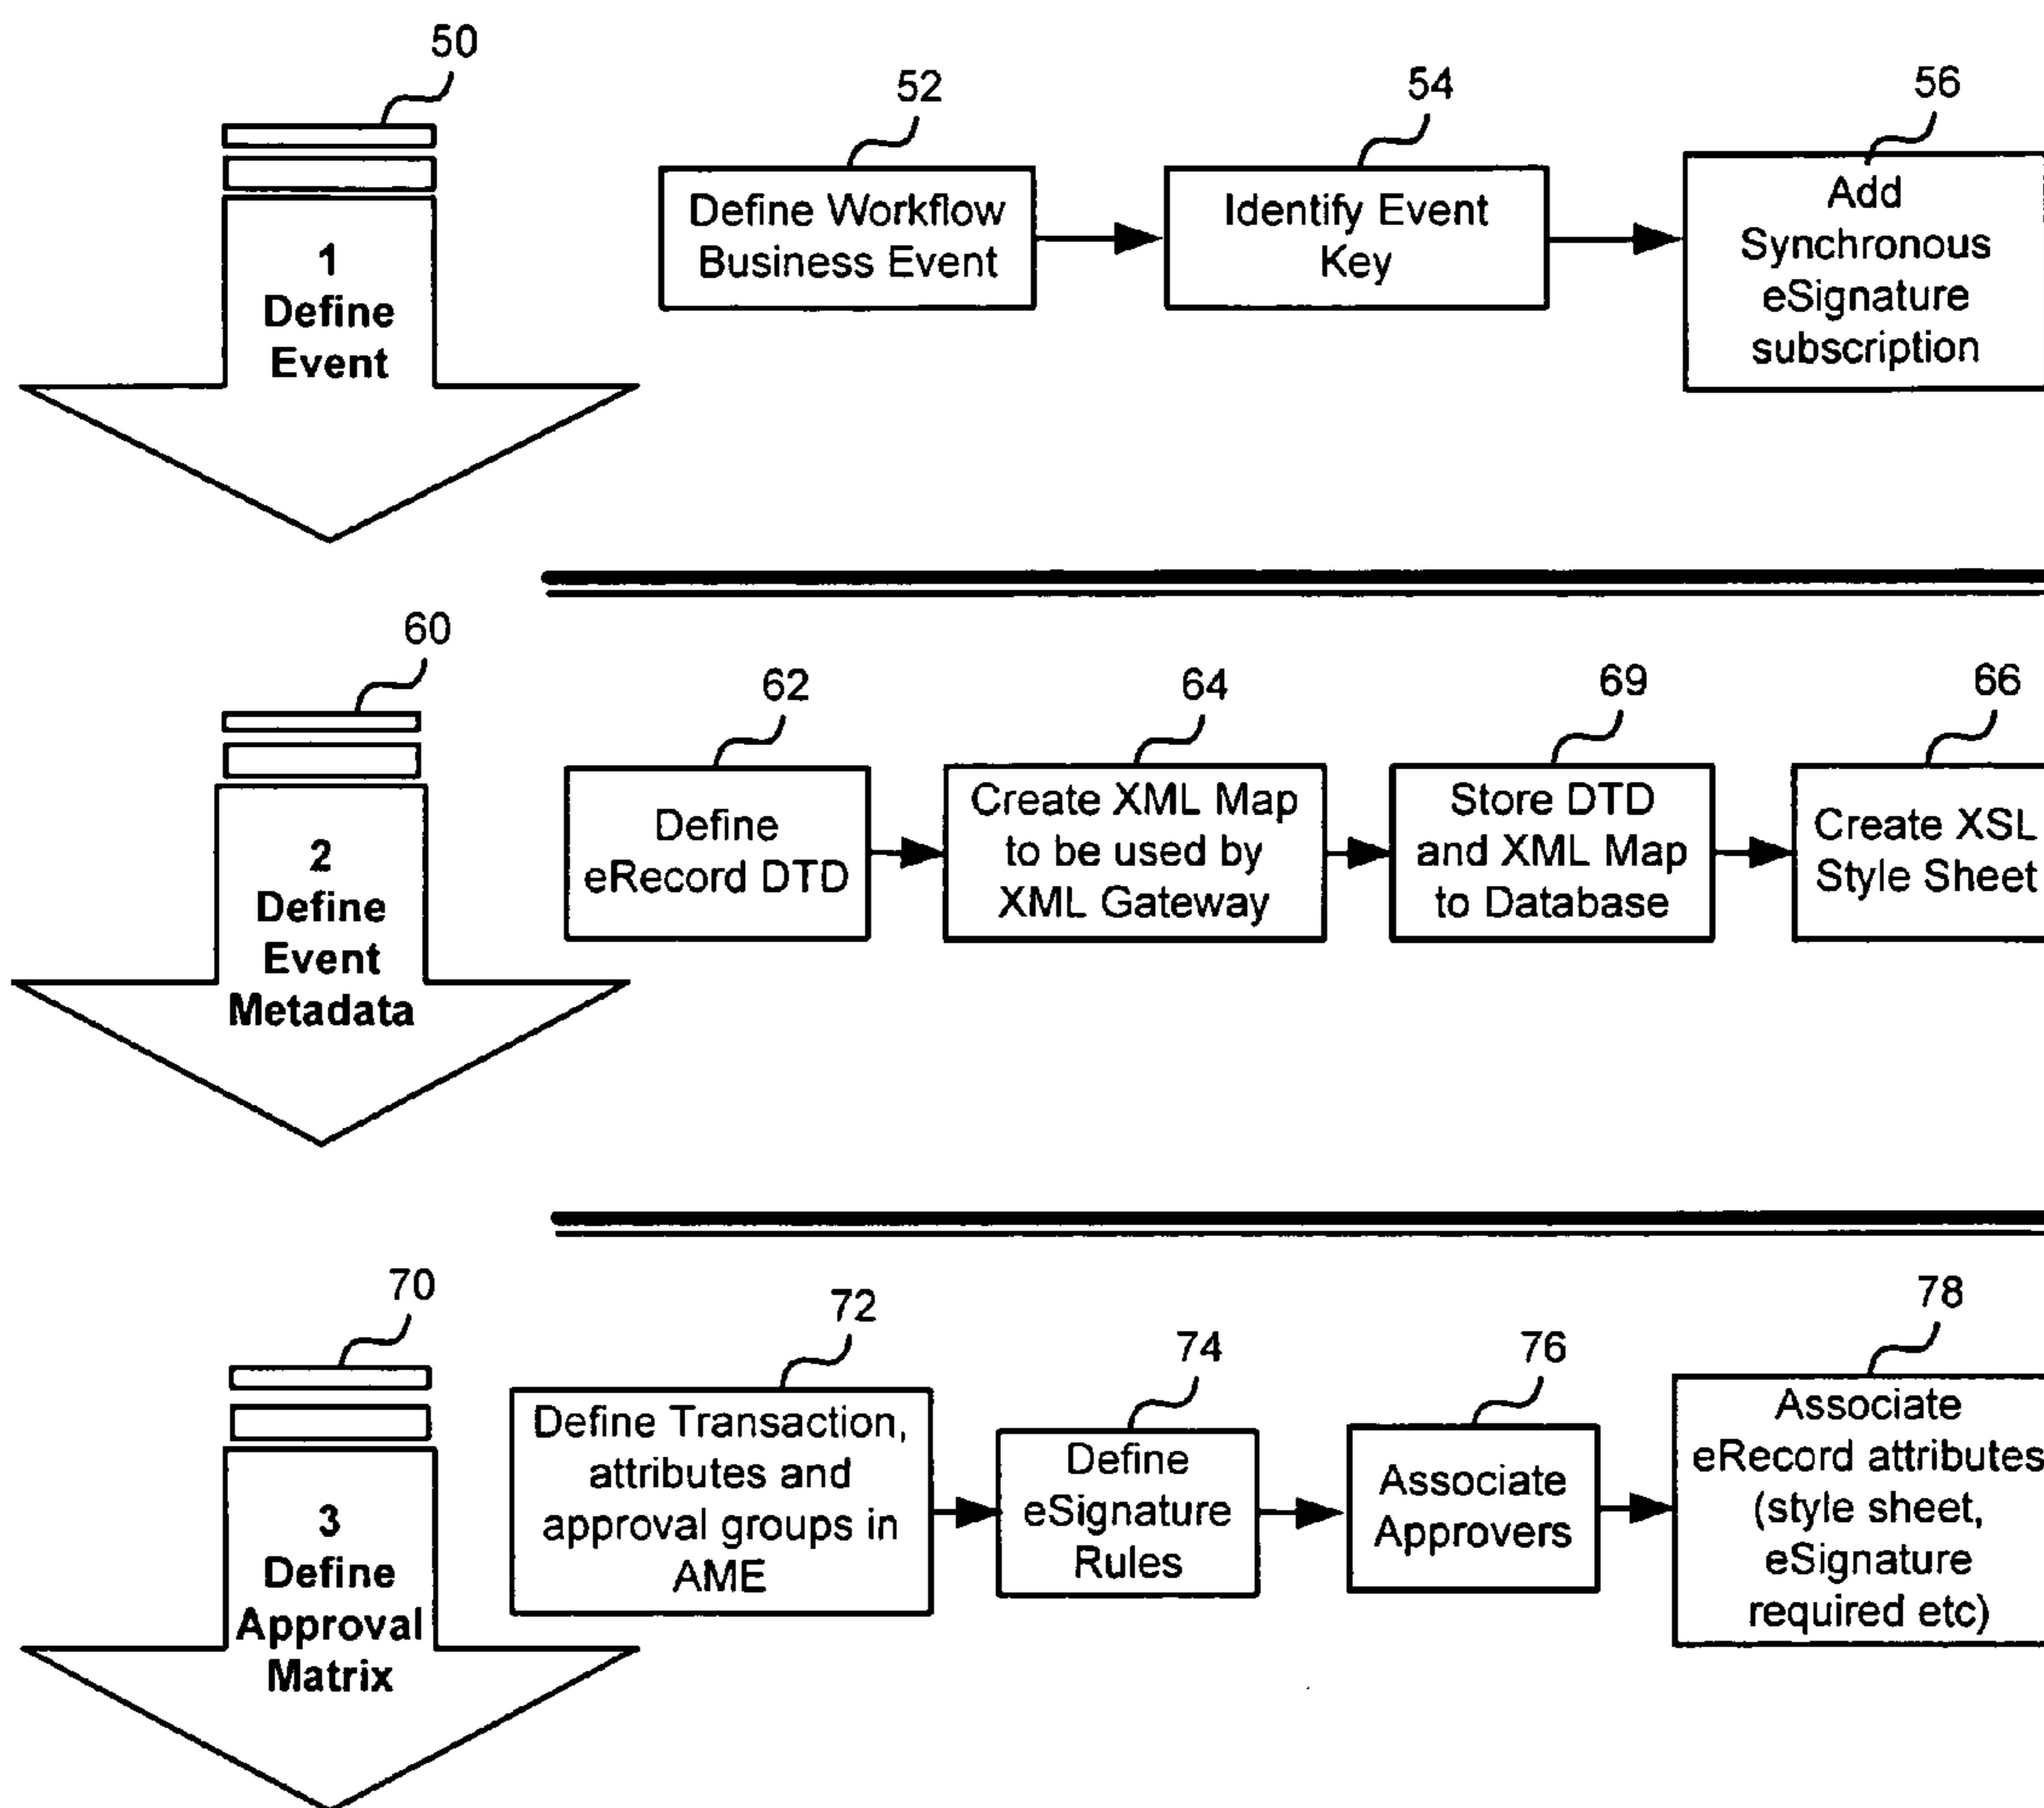 50
52
54
56
1
Define
Event
Define Workflow
Business Event
Identify Event
Key
Add
Synchronous
eSignature
subscription
60
62
64
69
66
2
Define
Event
Metadata
Define
eRecord DTD
Create XML Map
to be used by
XML Gateway
Store DTD
and XML Map
to Database
Create XSL
Style Sheet
70
72
74
76
78
3
Define
Approval
Matrix
Define Transaction,
attributes and
approval groups in
AME
Define
eSignature
Rules
Associate
Approvers
Associate
eRecord attributes
(style sheet,
eSignature
required etc)